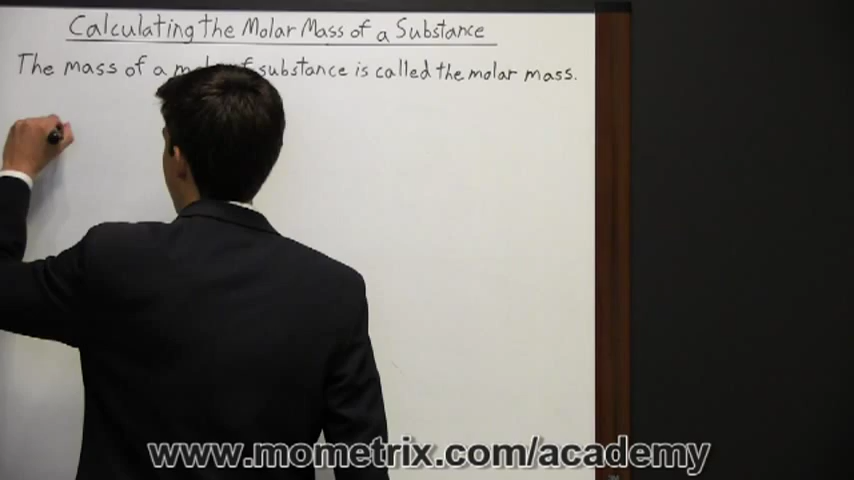 Calculating the Molar Mass of a Substance
The mass of a of substance is called the molar mass.
www.mometrix.com/academy